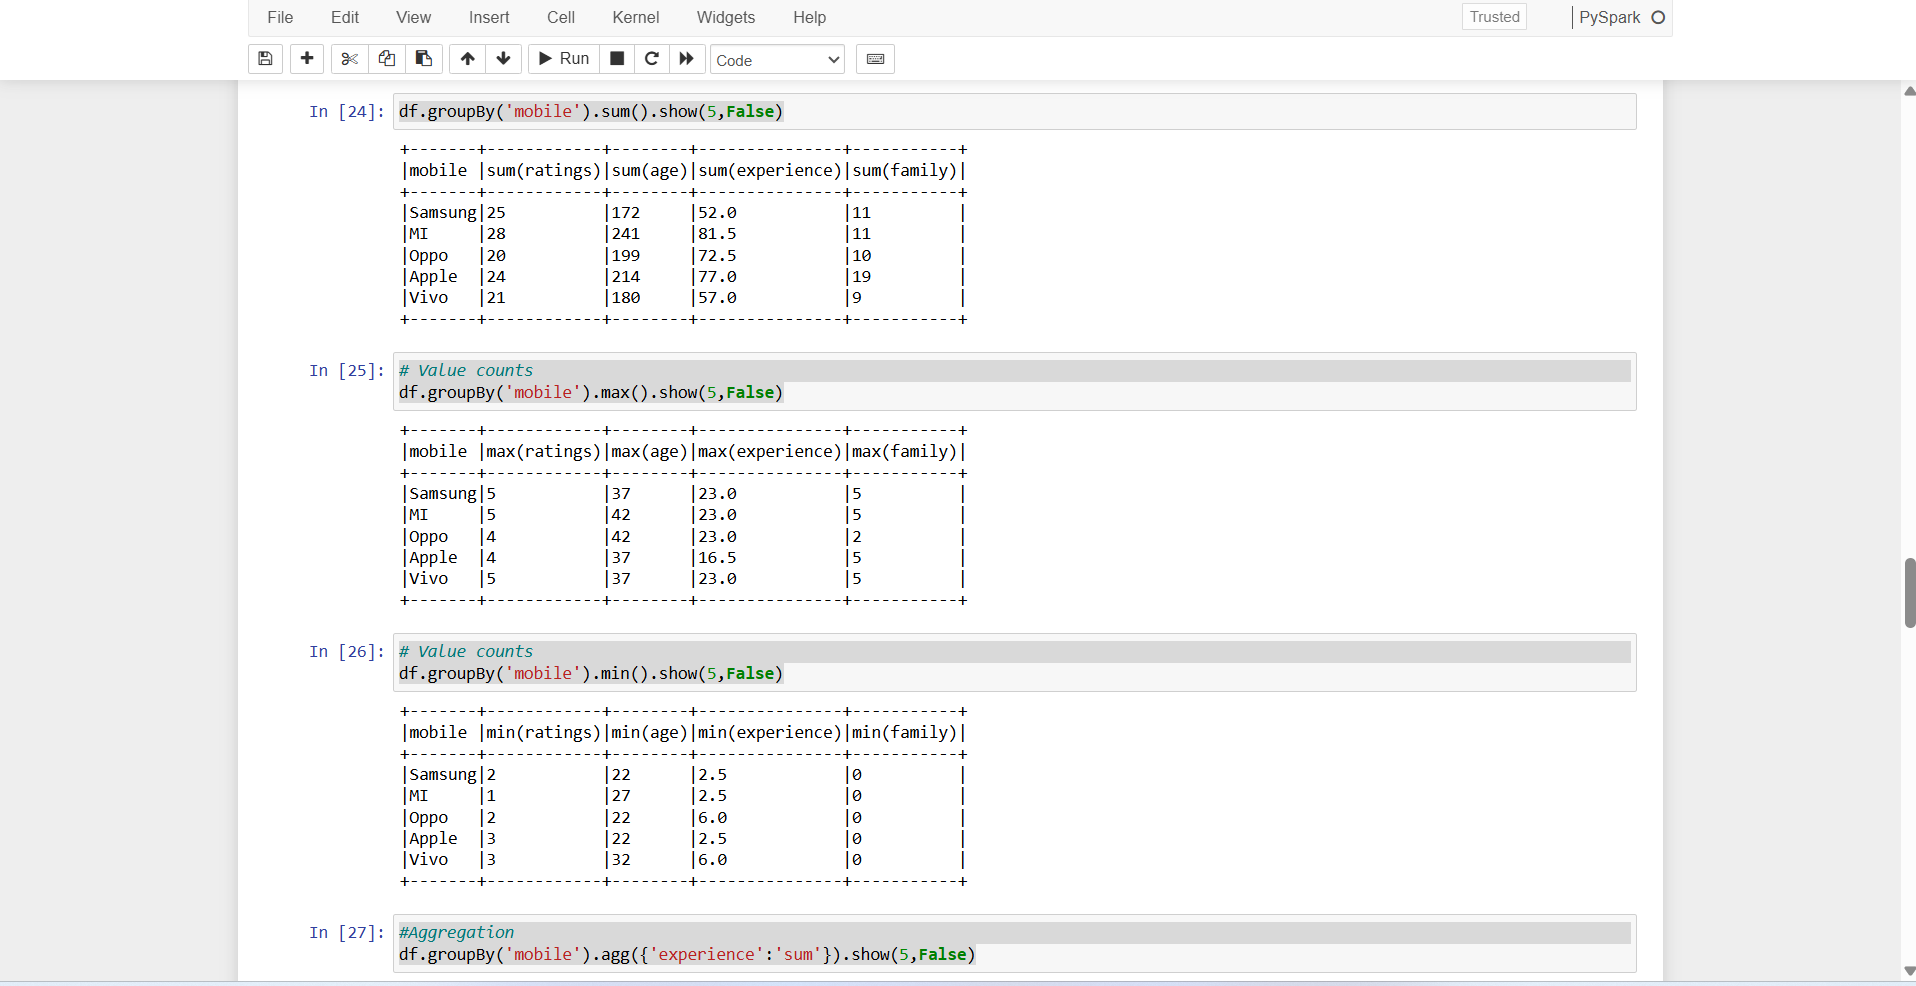 File Edit View Insert Cell Kernel Widgets Help Trusted PySpark
Run Code
In [24]: df.groupBy('mobile').sum().show(5,False)
+-------+------------+--------+---------------+-----------+
|mobile |sum(ratings)|sum(age)|sum(experience)|sum(family)|
+-------+------------+--------+---------------+-----------+
|Samsung|25          |172     |52.0           |11         |
|MI     |28          |241     |81.5           |11         |
|Oppo   |20          |199     |72.5           |10         |
|Apple  |24          |214     |77.0           |19         |
|Vivo   |21          |180     |57.0           |9          |
+-------+------------+--------+---------------+-----------+
In [25]: # Value counts
df.groupBy('mobile').max().show(5,False)
+-------+------------+--------+---------------+-----------+
|mobile |max(ratings)|max(age)|max(experience)|max(family)|
+-------+------------+--------+---------------+-----------+
|Samsung|5           |37      |23.0           |5          |
|MI     |5           |42      |23.0           |5          |
|Oppo   |4           |42      |23.0           |2          |
|Apple  |4           |37      |16.5           |5          |
|Vivo   |5           |37      |23.0           |5          |
+-------+------------+--------+---------------+-----------+
In [26]: # Value counts
df.groupBy('mobile').min().show(5,False)
+-------+------------+--------+---------------+-----------+
|mobile |min(ratings)|min(age)|min(experience)|min(family)|
+-------+------------+--------+---------------+-----------+
|Samsung|2           |22      |2.5            |0          |
|MI     |1           |27      |2.5            |0          |
|Oppo   |2           |22      |6.0            |0          |
|Apple  |3           |22      |2.5            |0          |
|Vivo   |3           |32      |6.0            |0          |
+-------+------------+--------+---------------+-----------+
In [27]: #Aggregation
df.groupBy('mobile').agg({'experience':'sum'}).show(5,False)